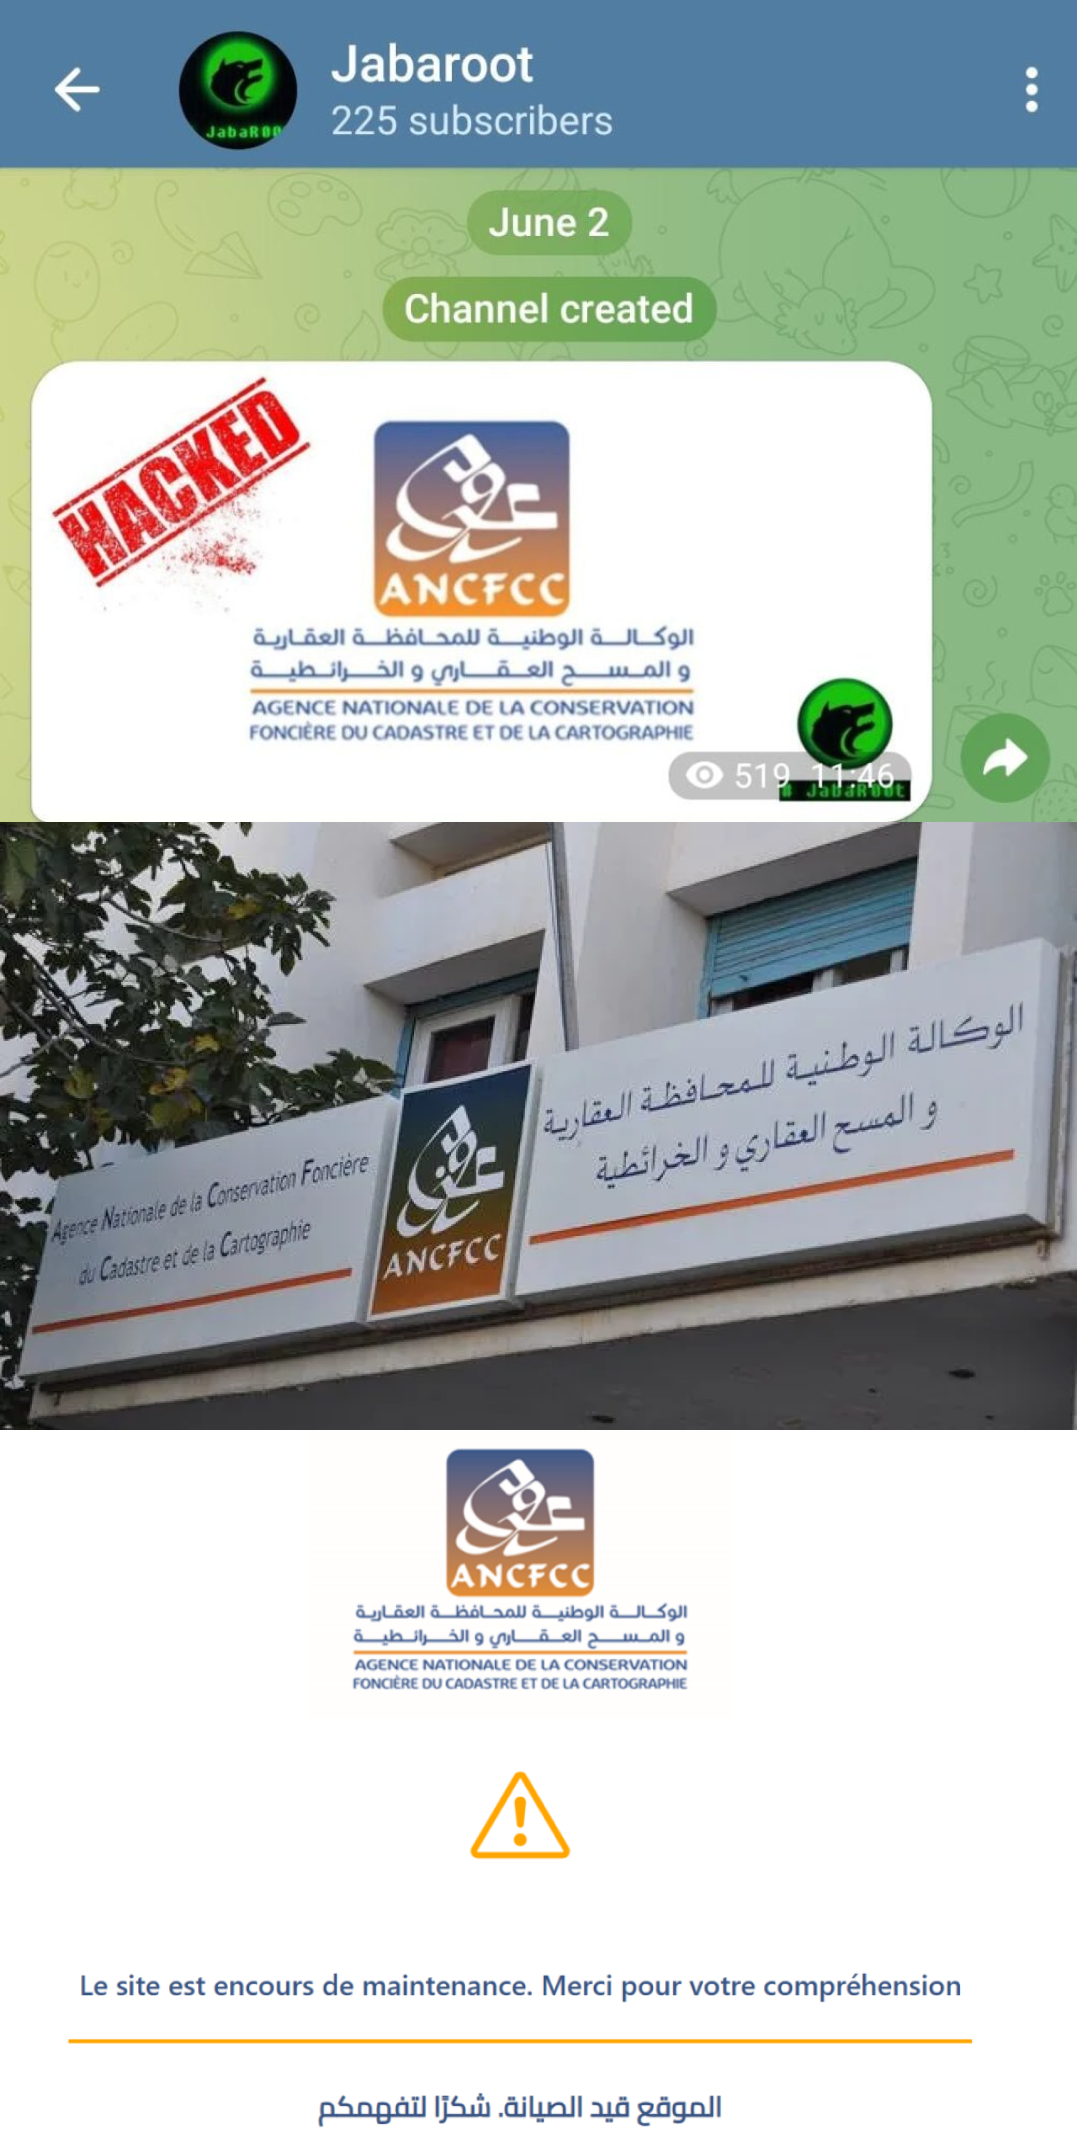 Jabaroot
225 subscribers
JabaR00
June 2
Channel created
HACKED
ANCFCC
الوكالة الوطنية للمحافظة العقارية
و المسح العقاري و الخرائطية
AGENCE NATIONALE DE LA CONSERVATION
FONCIÈRE DU CADASTRE ET DE LA CARTOGRAPHIE
519 11:46
# JabaR00t
الوكالة الوطنية للمحافظة العقارية
و المسح العقاري و الخرائطية
Agence Nationale de la Conservation Foncière
du Cadastre et de la Cartographie
ANCFCC
ANCFCC
الوكالة الوطنية للمحافظة العقارية
و المسح العقاري و الخرائطية
AGENCE NATIONALE DE LA CONSERVATION
FONCIÈRE DU CADASTRE ET DE LA CARTOGRAPHIE
Le site est encours de maintenance. Merci pour votre compréhension
الموقع قيد الصيانة. شكرًا لتفهمكم